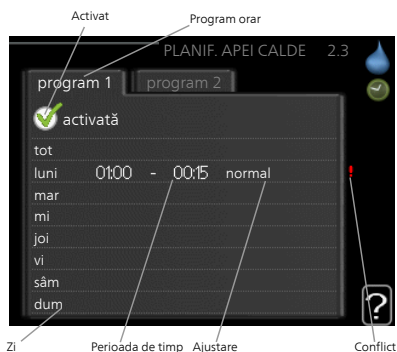 Activat
Program orar
PLANIF. APEI CALDE 2.3
program 1 program 2
activată
tot
luni 01:00 - 00:15 normal !
mar
mi
joi
vi
sâm
dum
?
Zi Perioada de timp Ajustare Conflict